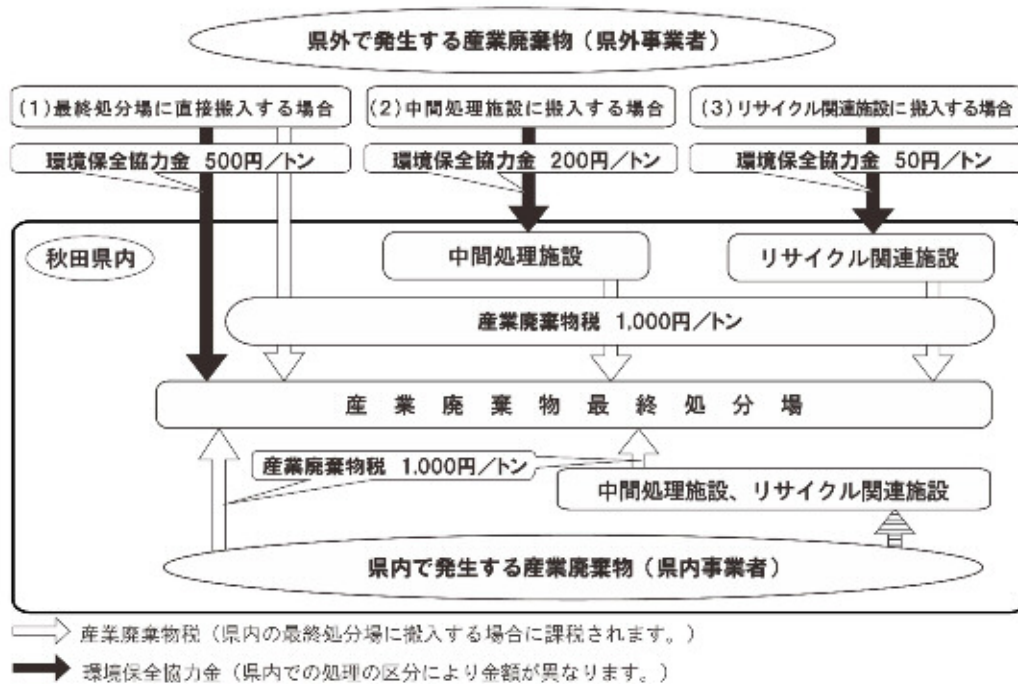 県外で発生する産業廃棄物（県外事業者）
(1)最終処分場に直接搬入する場合
(2)中間処理施設に搬入する場合
(3)リサイクル関連施設に搬入する場合
環境保全協力金 500円／トン
環境保全協力金 200円／トン
環境保全協力金 50円／トン
秋田県内
中間処理施設
リサイクル関連施設
産業廃棄物税 1,000円／トン
産業廃棄物最終処分場
産業廃棄物税 1,000円／トン
中間処理施設、リサイクル関連施設
県内で発生する産業廃棄物（県内事業者）
産業廃棄物税（県内の最終処分場に搬入する場合に課税されます。）
環境保全協力金（県内での処理の区分により金額が異なります。）